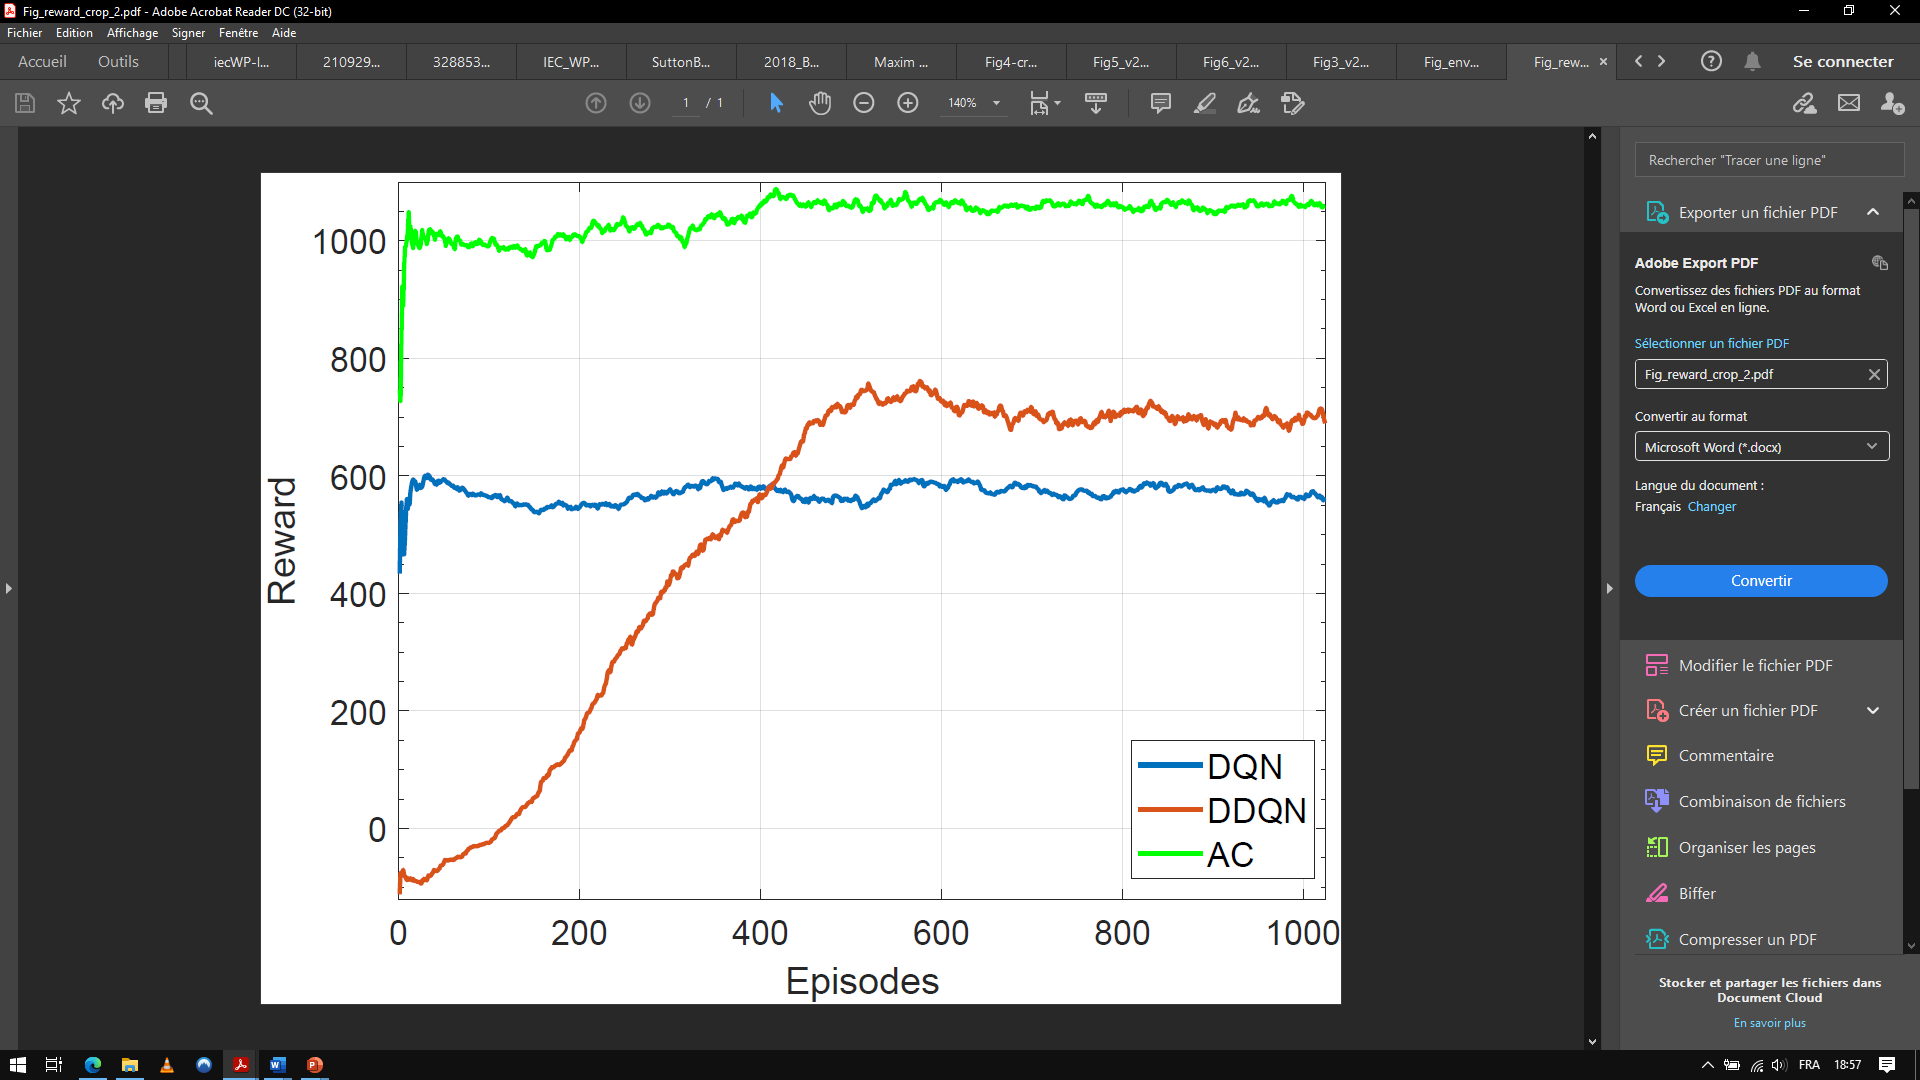 Fig_reward_crop_2.pdf - Adobe Acrobat Reader DC (32-bit)
Fichier Edition Affichage Signer Fenêtre Aide
Accueil Outils iecWP-I... 210929... 328853... IEC_WP... SuttonB... 2018_B... Maxim ... Fig4-cr... Fig5_v2... Fig6_v2... Fig3_v2... Fig_env... Fig_rew... Se connecter
1 / 1 140%
Rechercher "Tracer une ligne"
Exporter un fichier PDF
Adobe Export PDF
Convertissez des fichiers PDF au format
Word ou Excel en ligne.
Sélectionner un fichier PDF
Fig_reward_crop_2.pdf
Convertir au format
Microsoft Word (*.docx)
Langue du document :
Français Changer
Convertir
Modifier le fichier PDF
Créer un fichier PDF
Commentaire
Combinaison de fichiers
Organiser les pages
Biffer
Compresser un PDF
Stocker et partager les fichiers dans
Document Cloud
En savoir plus
Reward
1000
800
600
400
200
0
DQN
DDQN
AC
0 200 400 600 800 1000
Episodes
FRA 18:57